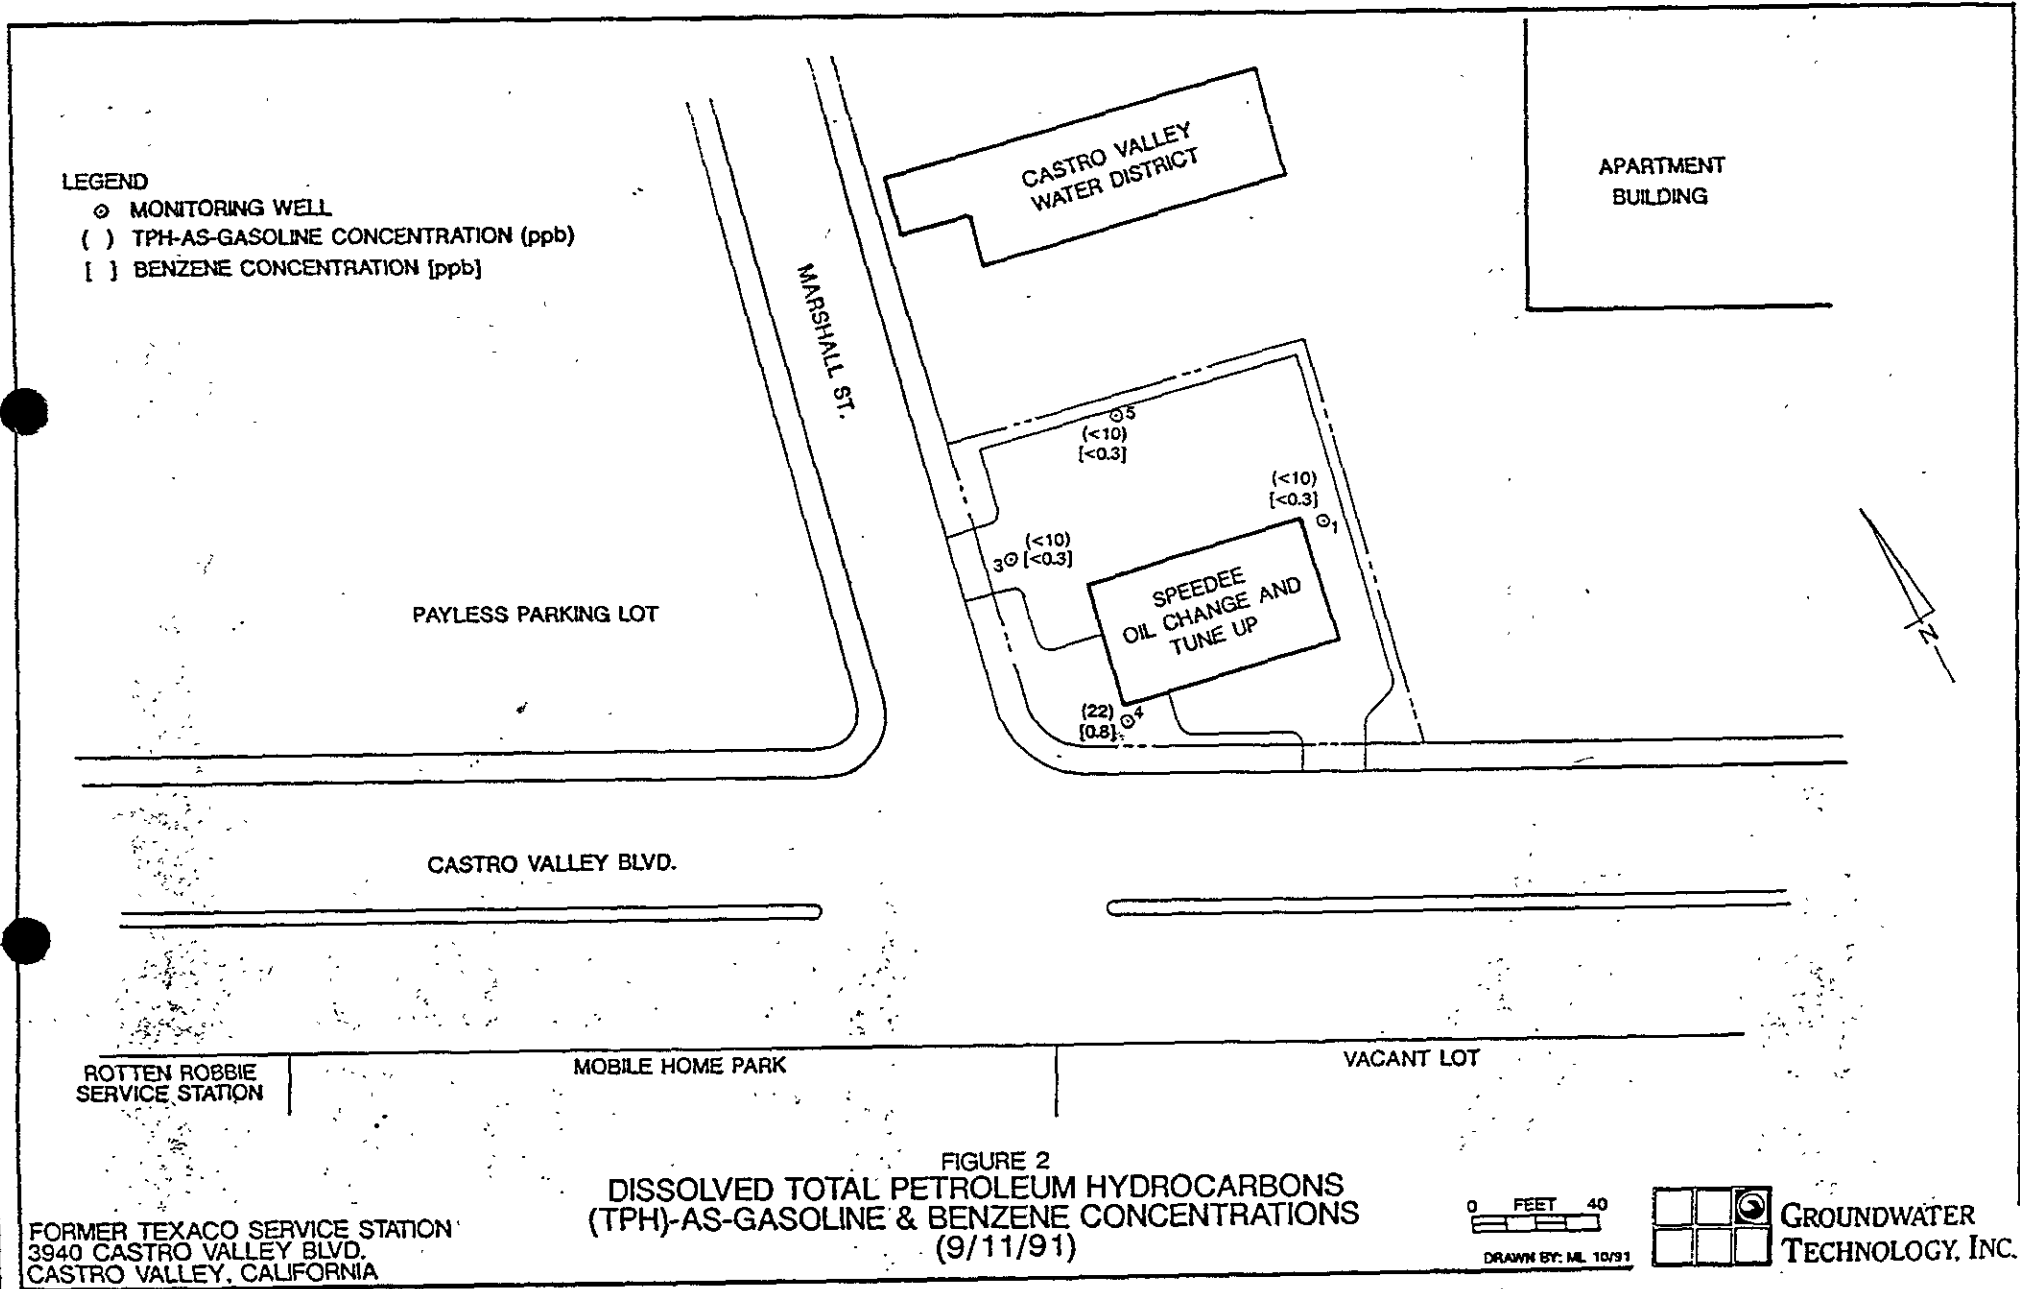 LEGEND
⊙ MONITORING WELL
( ) TPH-AS-GASOLINE CONCENTRATION (ppb)
[ ] BENZENE CONCENTRATION [ppb]
CASTRO VALLEY
WATER DISTRICT
APARTMENT
BUILDING
MARSHALL ST.
5
(<10)
[<0.3]
(<10)
[<0.3]
1
(<10)
3 [<0.3]
SPEEDEE
OIL CHANGE AND
TUNE UP
PAYLESS PARKING LOT
N
(22) 4
[0.8]
CASTRO VALLEY BLVD.
ROTTEN ROBBIE
SERVICE STATION
MOBILE HOME PARK
VACANT LOT
FIGURE 2
DISSOLVED TOTAL PETROLEUM HYDROCARBONS
(TPH)-AS-GASOLINE & BENZENE CONCENTRATIONS
(9/11/91)
FORMER TEXACO SERVICE STATION
3940 CASTRO VALLEY BLVD.
CASTRO VALLEY, CALIFORNIA
0 FEET 40
DRAWN BY: ML 10/91
GROUNDWATER
TECHNOLOGY, INC.